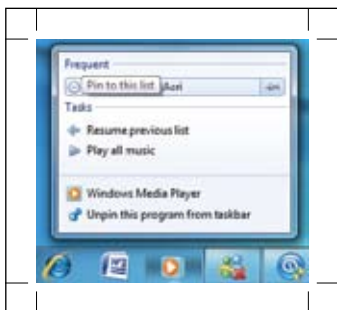 Frequent
Pin to this list
Tasks
Resume previous list
Play all music
Windows Media Player
Unpin this program from taskbar